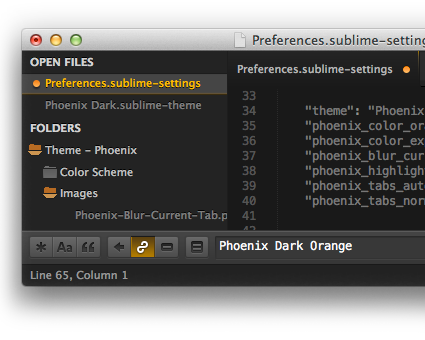 Preferences.sublime-setting
OPEN FILES
Preferences.sublime-settings
Phoenix Dark.sublime-theme
FOLDERS
Theme – Phoenix
Color Scheme
Images
Phoenix-Blur-Current-Tab.p
Preferences.sublime-settings
33
34 "theme": "Phoenix
35 "phoenix_color_or
36 "phoenix_color_ex
37 "phoenix_blur_cur
38 "phoenix_highligh
39 "phoenix_tabs_aut
40 "phoenix_tabs_nor
41
* Aa “
Phoenix Dark Orange
Line 65, Column 1